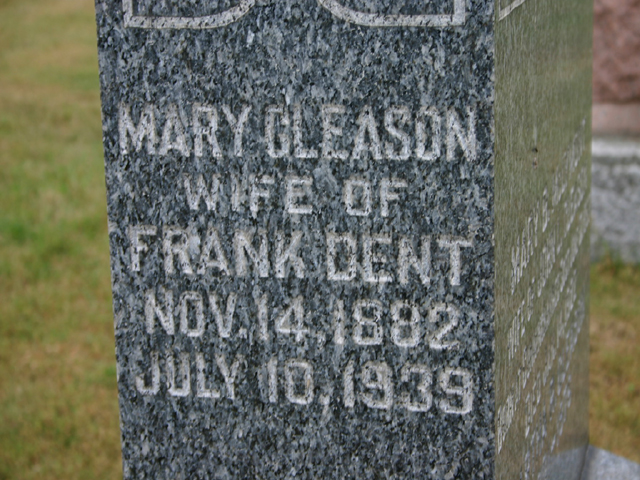 MARY GLEASON
WIFE OF
FRANK DENT
NOV. 14, 1882
JULY 10, 1939